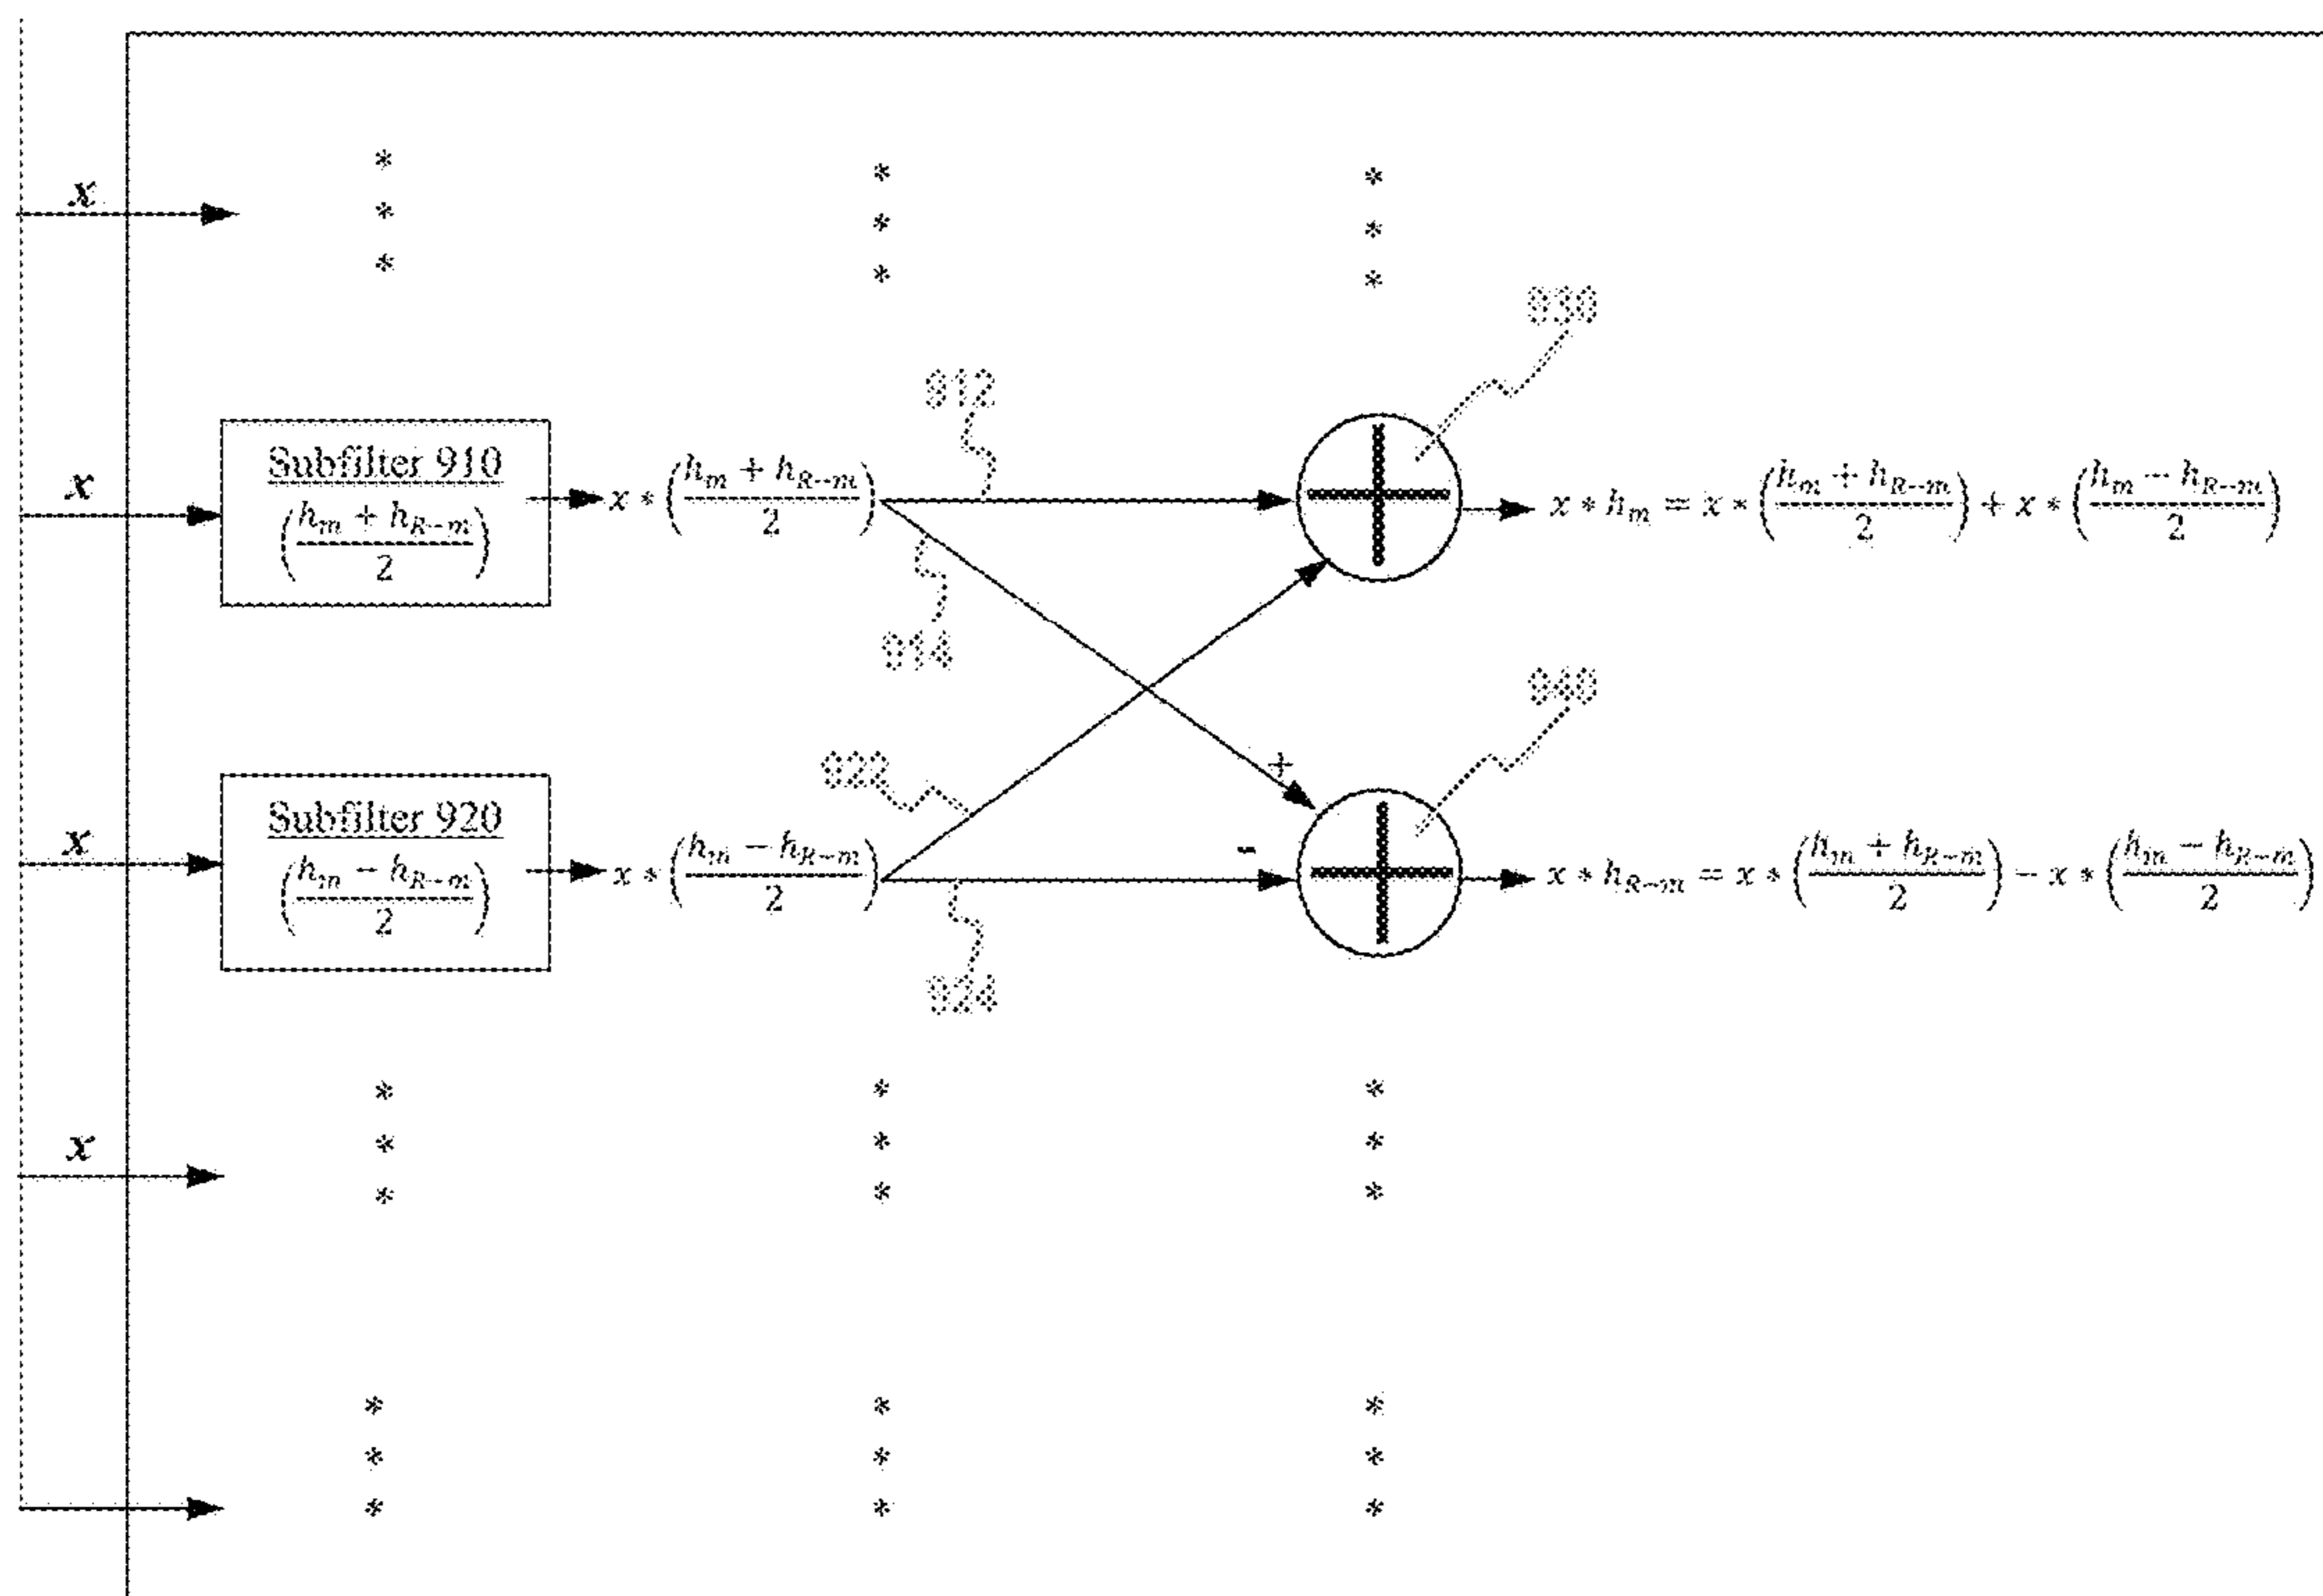 *
*
*
*
*
*
*
*
*
x
930
912
Subfilter 910
(h_m + h_{R-m} / 2)
x
x * (h_m + h_{R-m} / 2)
x * h_m = x * (h_m + h_{R-m} / 2) + x * (h_m - h_{R-m} / 2)
914
940
+
922
Subfilter 920
(h_m - h_{R-m} / 2)
x
x * (h_m - h_{R-m} / 2)
-
x * h_{R-m} = x * (h_m + h_{R-m} / 2) - x * (h_m - h_{R-m} / 2)
924
*
*
*
*
*
*
*
*
*
x
*
*
*
*
*
*
*
*
*